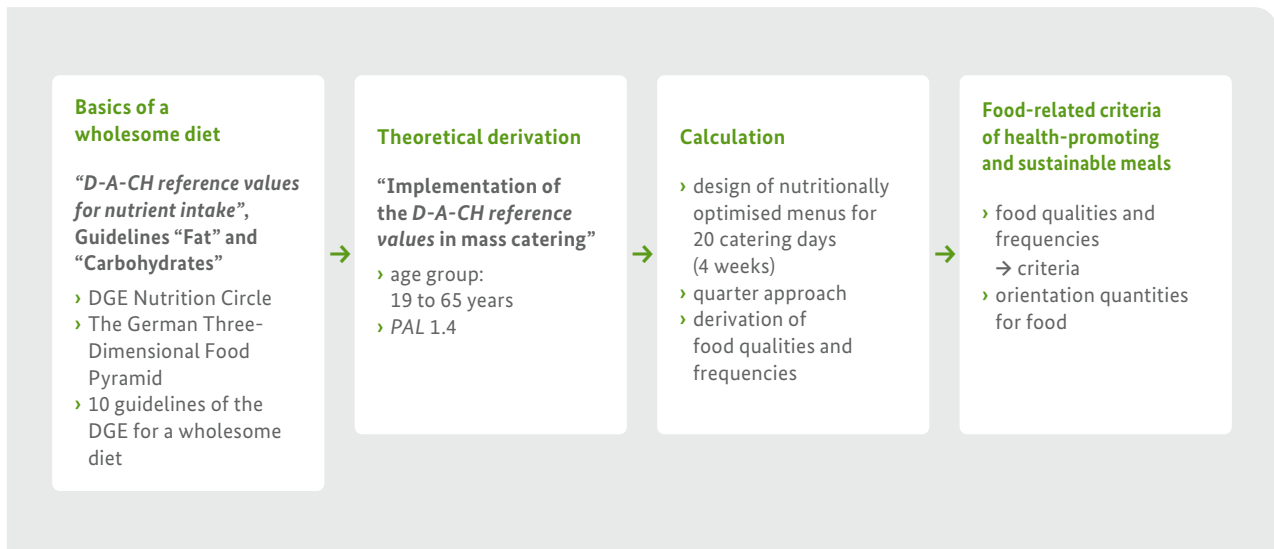 Basics of a
wholesome diet
“D-A-CH reference values
for nutrient intake”,
Guidelines “Fat” and
“Carbohydrates”
› DGE Nutrition Circle
› The German Three-
Dimensional Food
Pyramid
› 10 guidelines of the
DGE for a wholesome
diet
→
Theoretical derivation
“Implementation of
the D-A-CH reference
values in mass catering”
› age group:
19 to 65 years
› PAL 1.4
→
Calculation
› design of nutritionally
optimised menus for
20 catering days
(4 weeks)
› quarter approach
› derivation of
food qualities and
frequencies
→
Food-related criteria
of health-promoting
and sustainable meals
› food qualities and
frequencies
→ criteria
› orientation quantities
for food